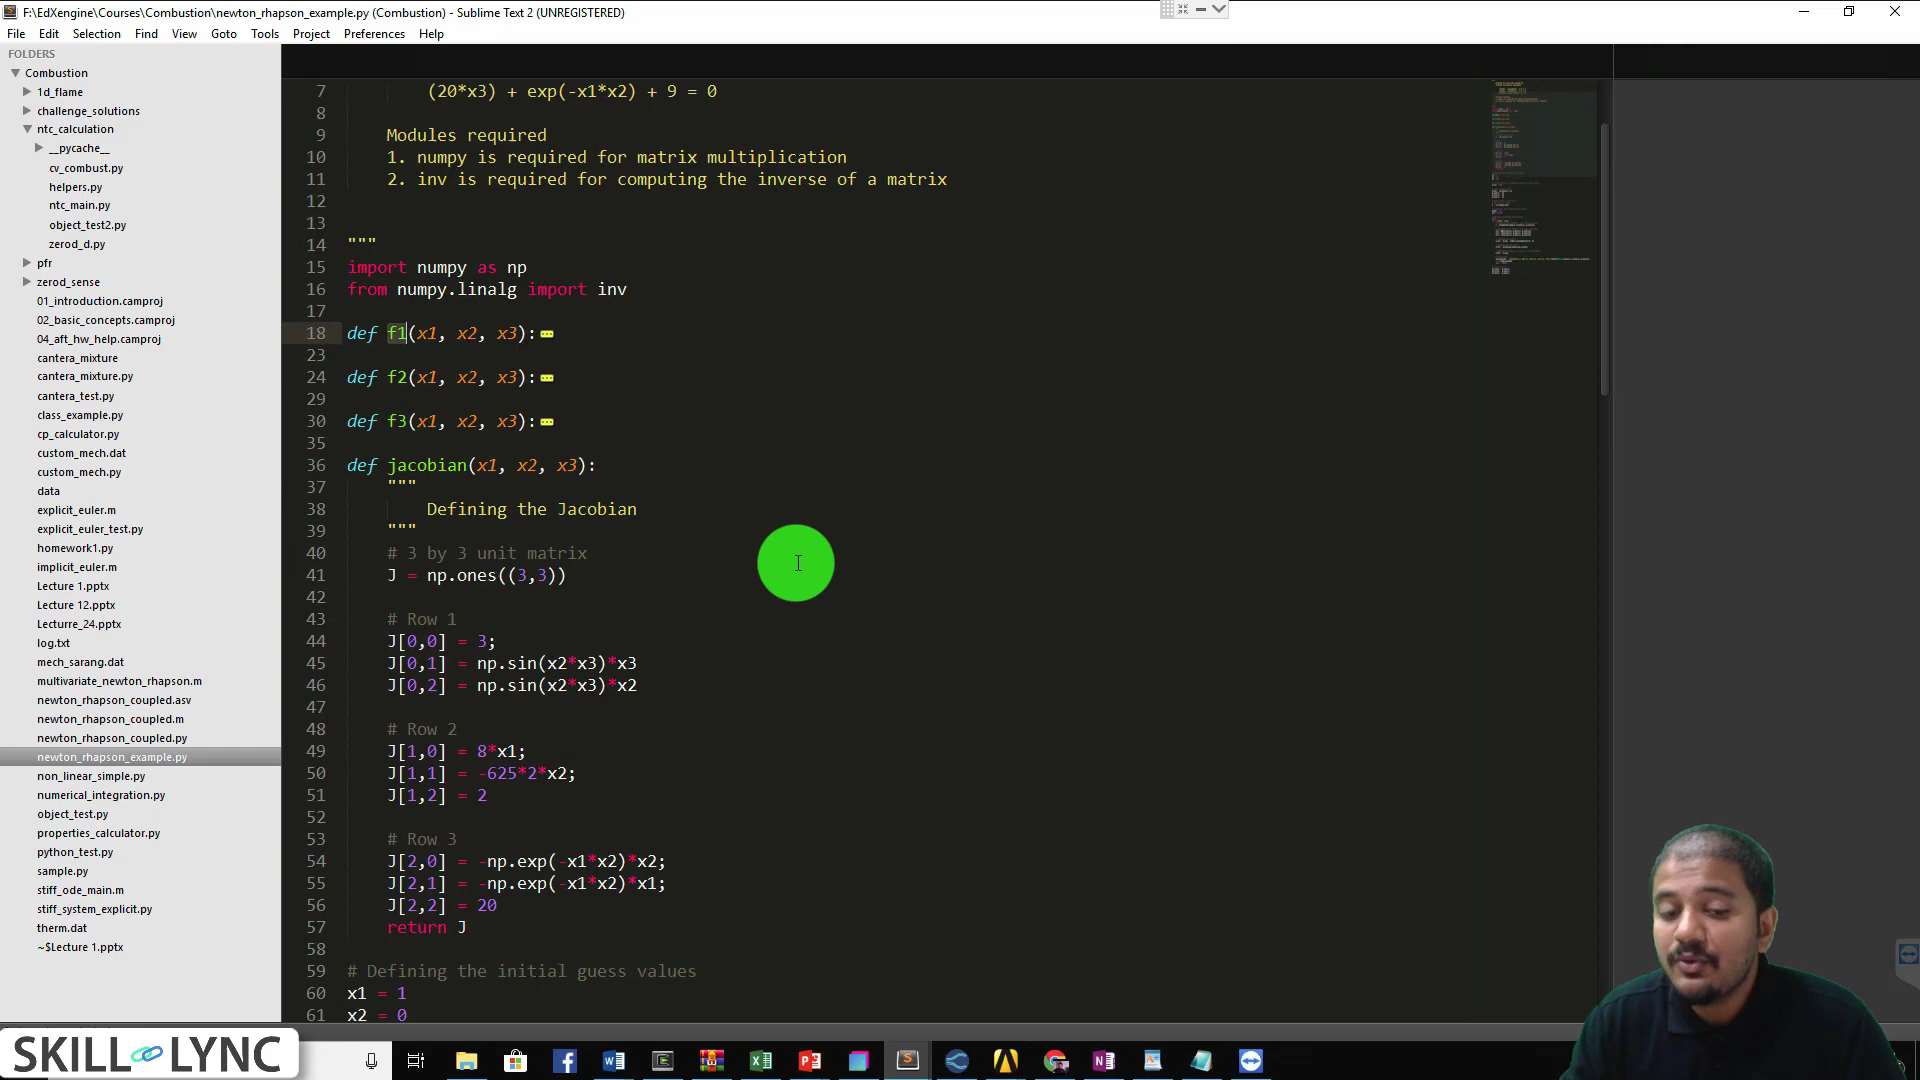 F:\EdXengine\Courses\Combustion\newton_rhapson_example.py (Combustion) - Sublime Text 2 (UNREGISTERED)
File Edit Selection Find View Goto Tools Project Preferences Help
FOLDERS
Combustion
1d_flame
challenge_solutions
ntc_calculation
__pycache__
cv_combust.py
helpers.py
ntc_main.py
object_test2.py
zerod_d.py
pfr
zerod_sense
01_introduction.camproj
02_basic_concepts.camproj
04_aft_hw_help.camproj
cantera_mixture
cantera_mixture.py
cantera_test.py
class_example.py
cp_calculator.py
custom_mech.dat
custom_mech.py
data
explicit_euler.m
explicit_euler_test.py
homework1.py
implicit_euler.m
Lecture 1.pptx
Lecture 12.pptx
Lecturre_24.pptx
log.txt
mech_sarang.dat
multivariate_newton_rhapson.m
newton_rhapson_coupled.asv
newton_rhapson_coupled.m
newton_rhapson_coupled.py
newton_rhapson_example.py
non_linear_simple.py
numerical_integration.py
object_test.py
properties_calculator.py
python_test.py
sample.py
stiff_ode_main.m
stiff_system_explicit.py
therm.dat
~$Lecture 1.pptx
7 (20*x3) + exp(-x1*x2) + 9 = 0
8
9 Modules required
10 1. numpy is required for matrix multiplication
11 2. inv is required for computing the inverse of a matrix
12
13
14 """
15 import numpy as np
16 from numpy.linalg import inv
17
18 def f1(x1, x2, x3):
23
24 def f2(x1, x2, x3):
29
30 def f3(x1, x2, x3):
35
36 def jacobian(x1, x2, x3):
37 """
38 Defining the Jacobian
39 """
40 # 3 by 3 unit matrix
41 J = np.ones((3,3))
42
43 # Row 1
44 J[0,0] = 3;
45 J[0,1] = np.sin(x2*x3)*x3
46 J[0,2] = np.sin(x2*x3)*x2
47
48 # Row 2
49 J[1,0] = 8*x1;
50 J[1,1] = -625*2*x2;
51 J[1,2] = 2
52
53 # Row 3
54 J[2,0] = -np.exp(-x1*x2)*x2;
55 J[2,1] = -np.exp(-x1*x2)*x1;
56 J[2,2] = 20
57 return J
58
59 # Defining the initial guess values
60 x1 = 1
61 x2 = 0
SKILL LYNC